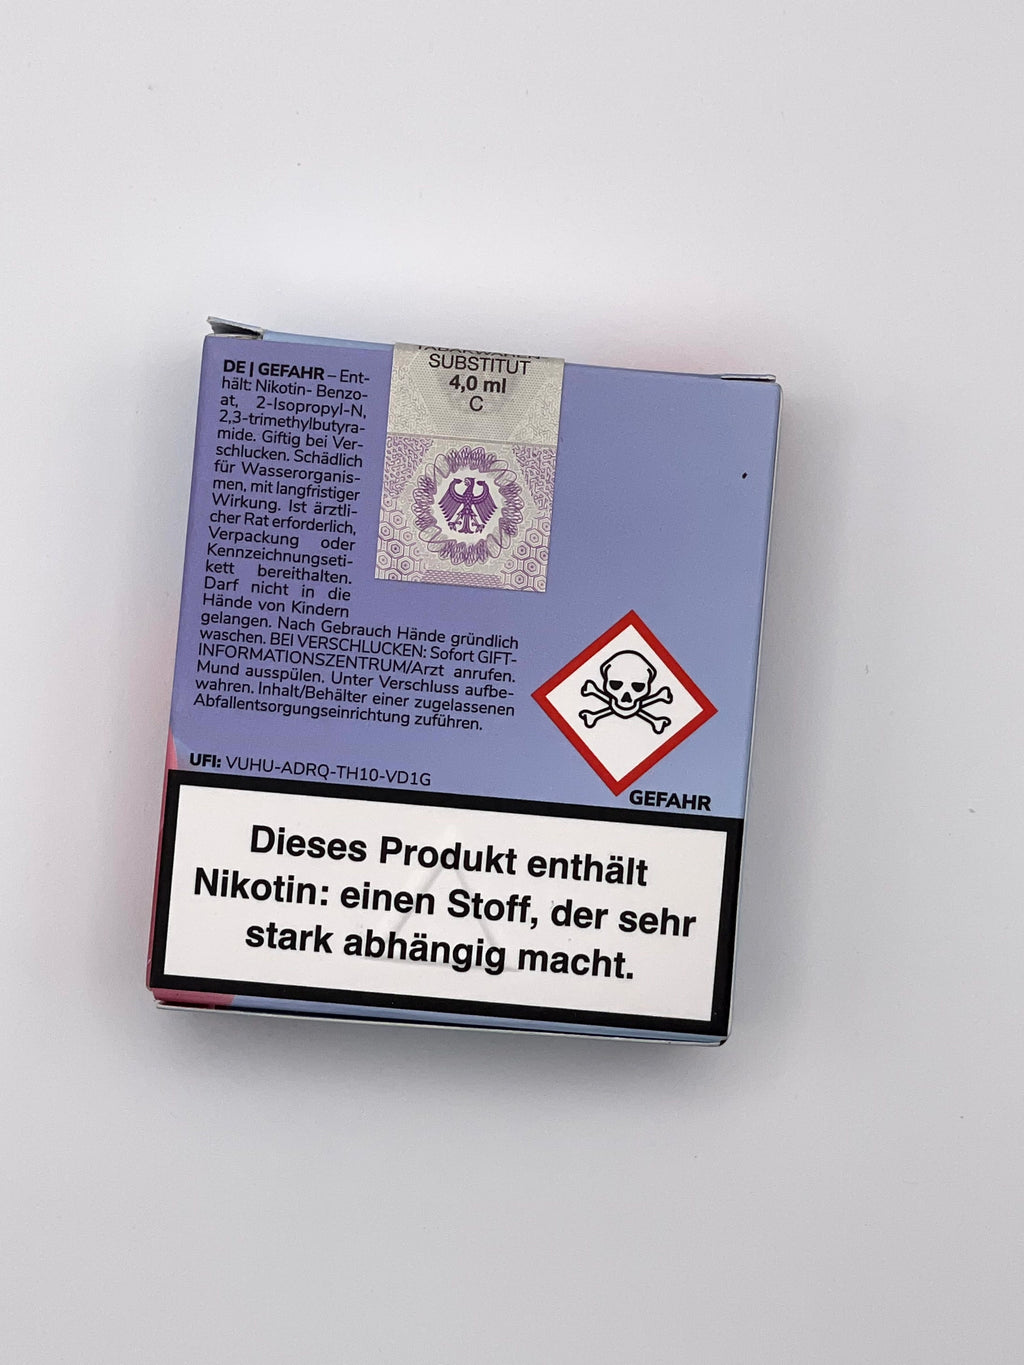 DE | GEFAHR – Ent-
hält: Nikotin- Benzo-
at, 2-Isopropyl-N,
2,3-trimethylbutyra-
mide. Giftig bei Ver-
schlucken. Schädlich
für Wasserorganis-
men, mit langfristiger
Wirkung. Ist ärztli-
cher Rat erforderlich,
Verpackung oder
Kennzeichnungseti-
kett bereithalten.
Darf nicht in die
Hände von Kindern
gelangen. Nach Gebrauch Hände gründlich
waschen. BEI VERSCHLUCKEN: Sofort GIFT-
INFORMATIONSZENTRUM/Arzt anrufen.
Mund ausspülen. Unter Verschluss aufbe-
wahren. Inhalt/Behälter einer zugelassenen
Abfallentsorgungseinrichtung zuführen.
UFI: VUHU-ADRQ-TH10-VD1G
TABAKWAREN
SUBSTITUT
4,0 ml
C
GEFAHR
Dieses Produkt enthält
Nikotin: einen Stoff, der sehr
stark abhängig macht.